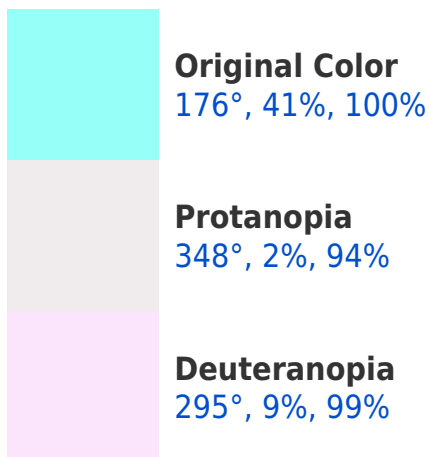 Original Color
176°, 41%, 100%
Protanopia
348°, 2%, 94%
Deuteranopia
295°, 9%, 99%